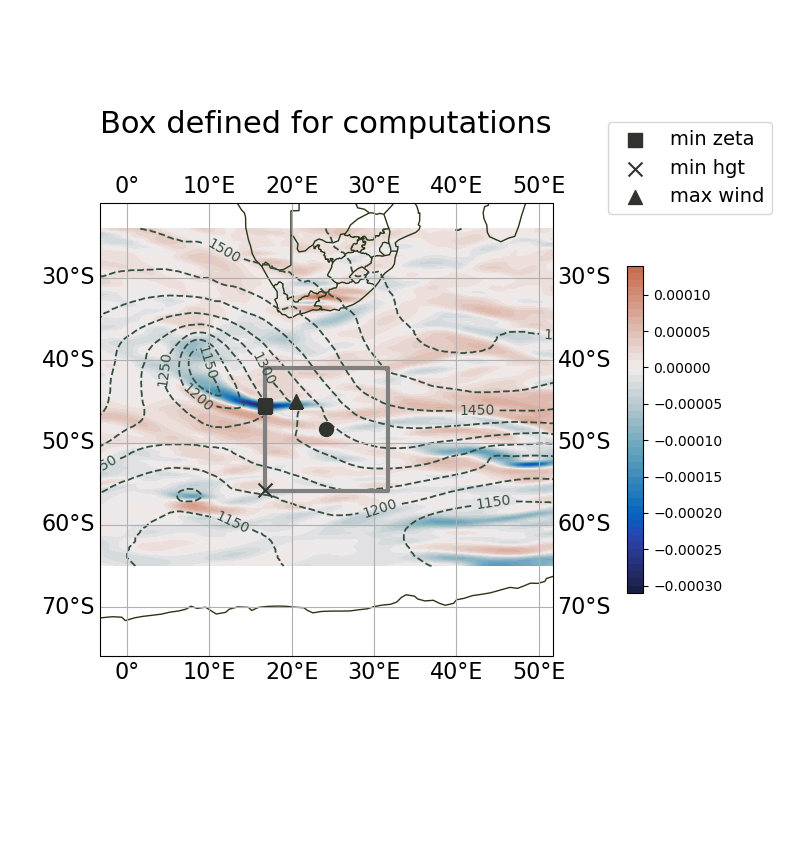 Box defined for computations
min zeta
min hgt
max wind
0° 10°E 20°E 30°E 40°E 50°E
1500
30°S 30°S
0.00010
0.00005
1
40°S 1250 1150 1300 40°S
0.00000
1200
−0.00005
1450
50°S 50°S
−0.00010
50
−0.00015
1200 1150
60°S 1150 60°S
−0.00020
−0.00025
−0.00030
70°S 70°S
0° 10°E 20°E 30°E 40°E 50°E